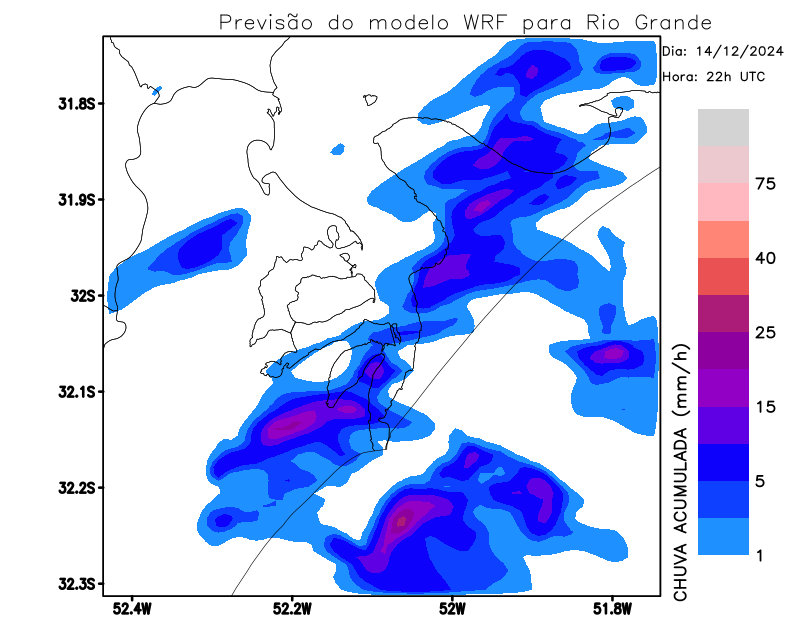 Previsão do modelo WRF para Rio Grande
Dia: 14/12/2024
Hora: 22h UTC
31.8S
31.9S
32S
32.1S
32.2S
32.3S
52.4W
52.2W
52W
51.8W
75
40
25
15
5
1
CHUVA ACUMULADA (mm/h)